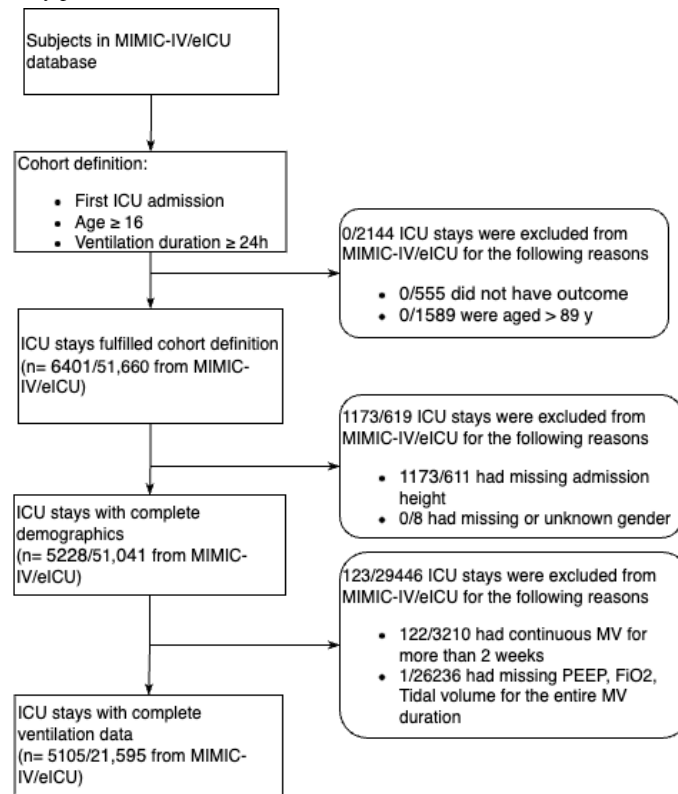 Subjects in MIMIC-IV/eICU
database
Cohort definition:
• First ICU admission
• Age ≥ 16
• Ventilation duration ≥ 24h
0/2144 ICU stays were excluded from
MIMIC-IV/eICU for the following reasons
• 0/555 did not have outcome
• 0/1589 were aged > 89 y
ICU stays fulfilled cohort definition
(n= 6401/51,660 from MIMIC-
IV/eICU)
1173/619 ICU stays were excluded from
MIMIC-IV/eICU for the following reasons
• 1173/611 had missing admission
height
• 0/8 had missing or unknown gender
ICU stays with complete
demographics
(n= 5228/51,041 from MIMIC-
IV/eICU)
123/29446 ICU stays were excluded from
MIMIC-IV/eICU for the following reasons
• 122/3210 had continuous MV for
more than 2 weeks
• 1/26236 had missing PEEP, FiO2,
Tidal volume for the entire MV
duration
ICU stays with complete
ventilation data
(n= 5105/21,595 from MIMIC-
IV/eICU)